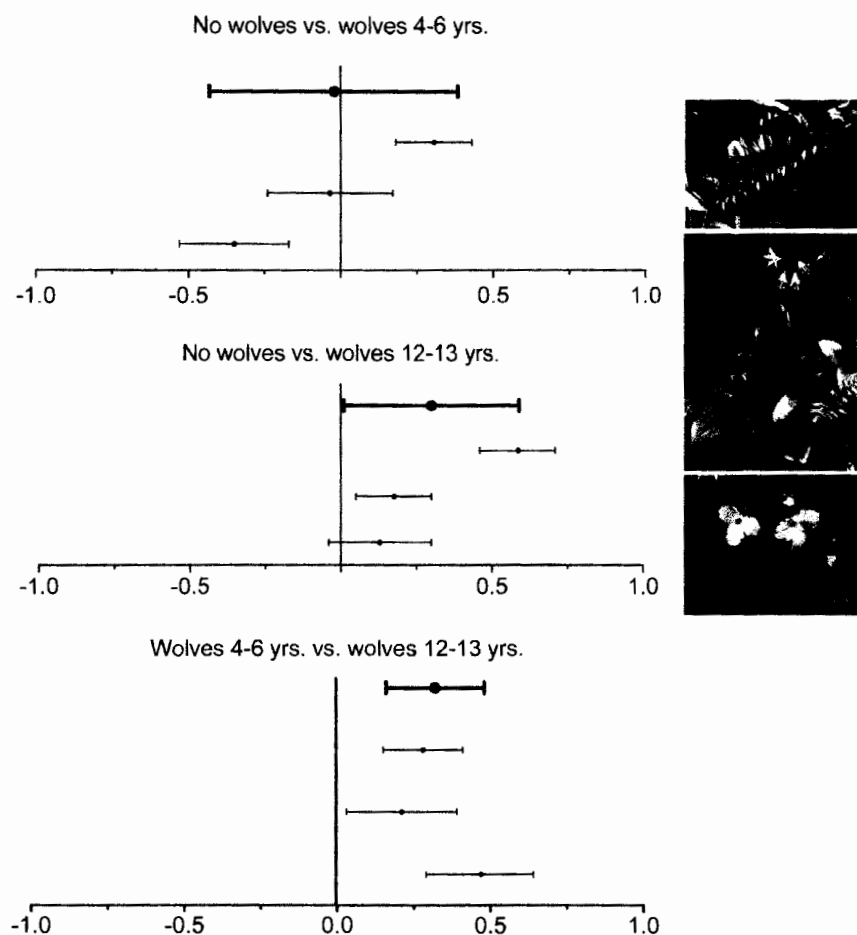 No wolves vs. wolves 4-6 yrs.
-1.0 -0.5 0.5 1.0
No wolves vs. wolves 12-13 yrs.
-1.0 -0.5 0.5 1.0
Wolves 4-6 yrs. vs. wolves 12-13 yrs.
-1.0 -0.5 0.0 0.5 1.0